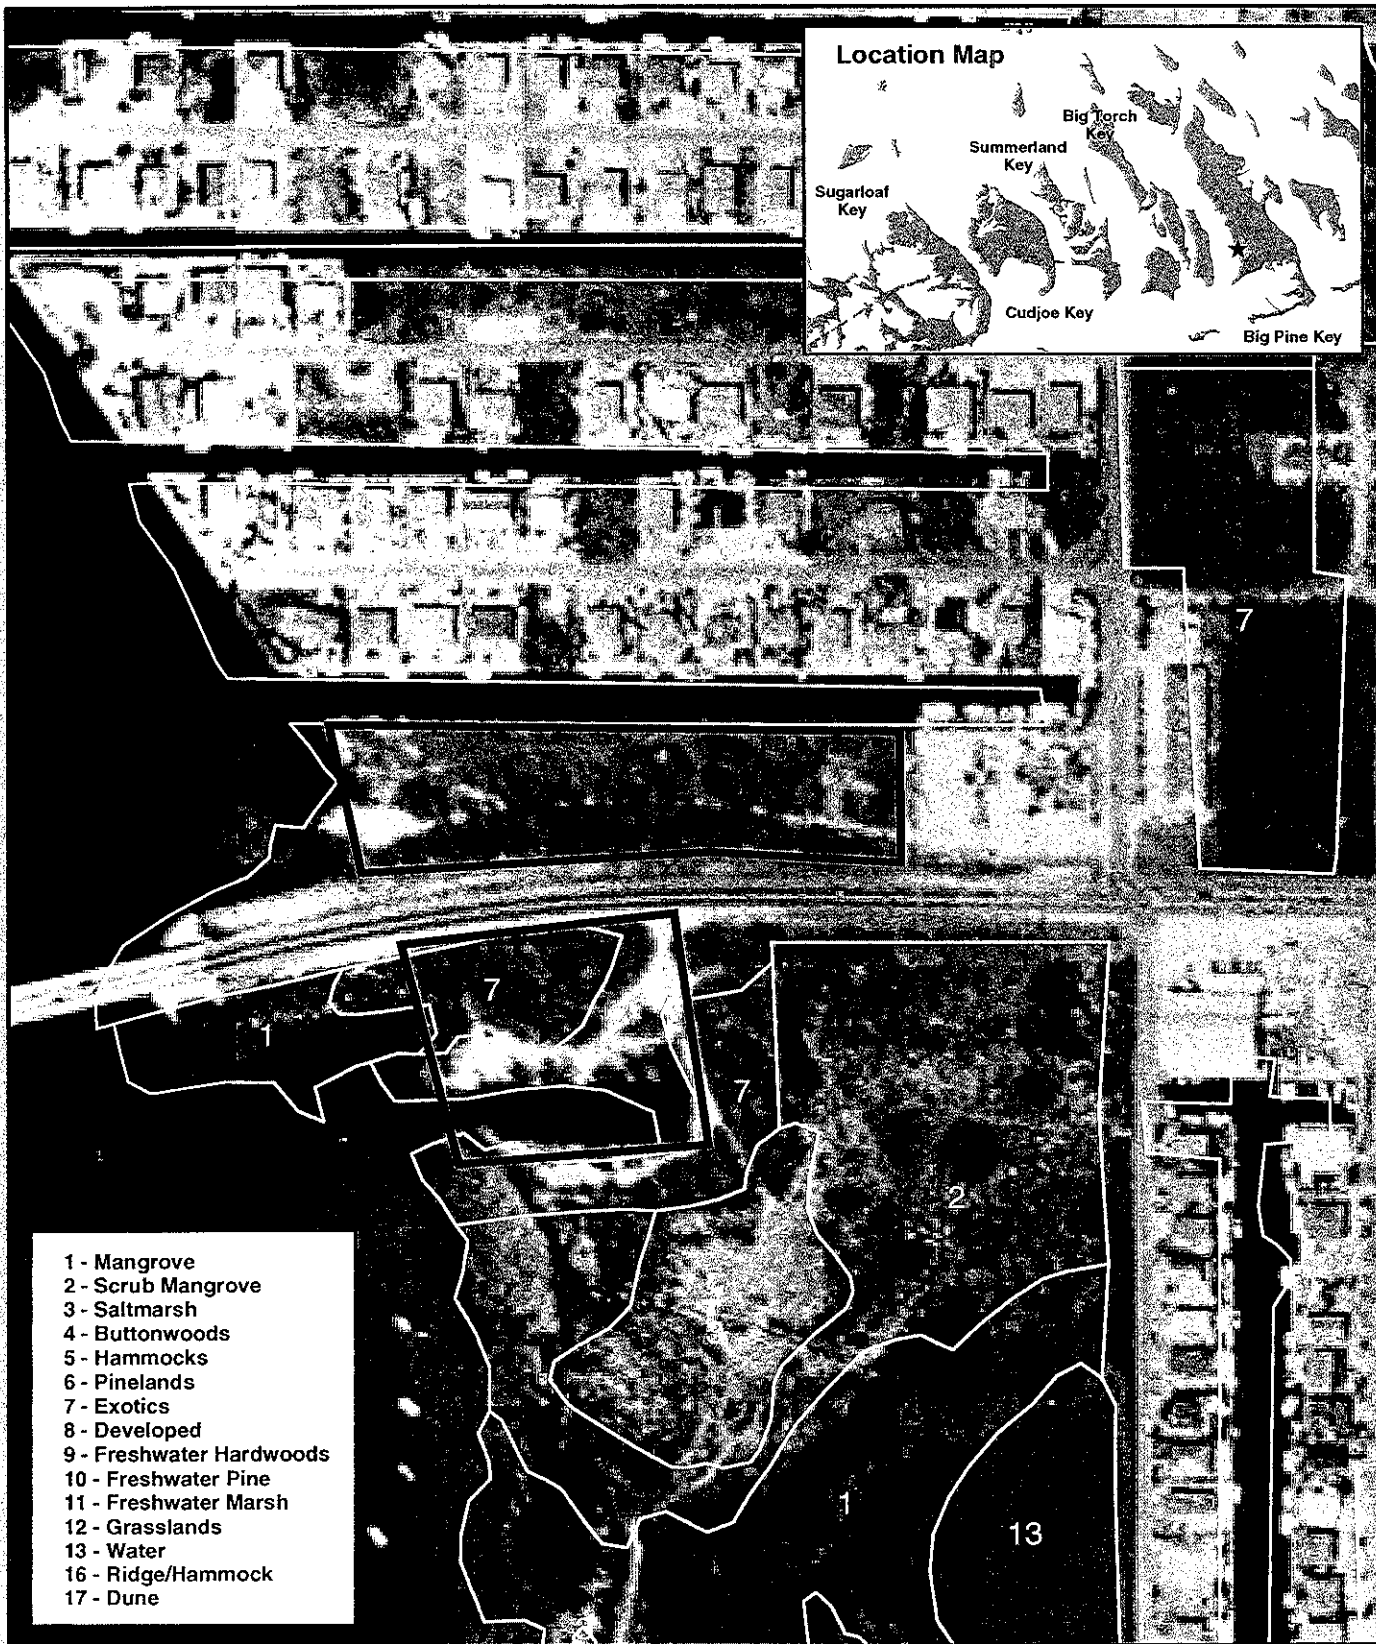 Location Map
Big Torch
Key
Summerland
Key
Sugarloaf
Key
Cudjoe Key
Big Pine Key
7
7
1
7
2
1
13
1 - Mangrove
2 - Scrub Mangrove
3 - Saltmarsh
4 - Buttonwoods
5 - Hammocks
6 - Pinelands
7 - Exotics
8 - Developed
9 - Freshwater Hardwoods
10 - Freshwater Pine
11 - Freshwater Marsh
12 - Grasslands
13 - Water
16 - Ridge/Hammock
17 - Dune